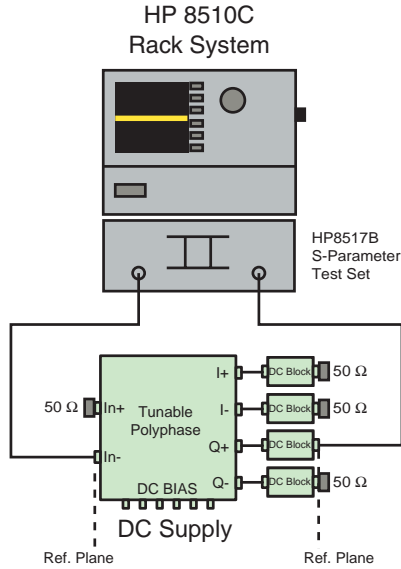 HP 8510C
Rack System
HP8517B
S-Parameter
Test Set
I+
DC Block
50 Ω
50 Ω
In+
Tunable
Polyphase
I-
DC Block
50 Ω
Q+
DC Block
In-
DC BIAS
Q-
DC Block
50 Ω
DC Supply
Ref. Plane
Ref. Plane